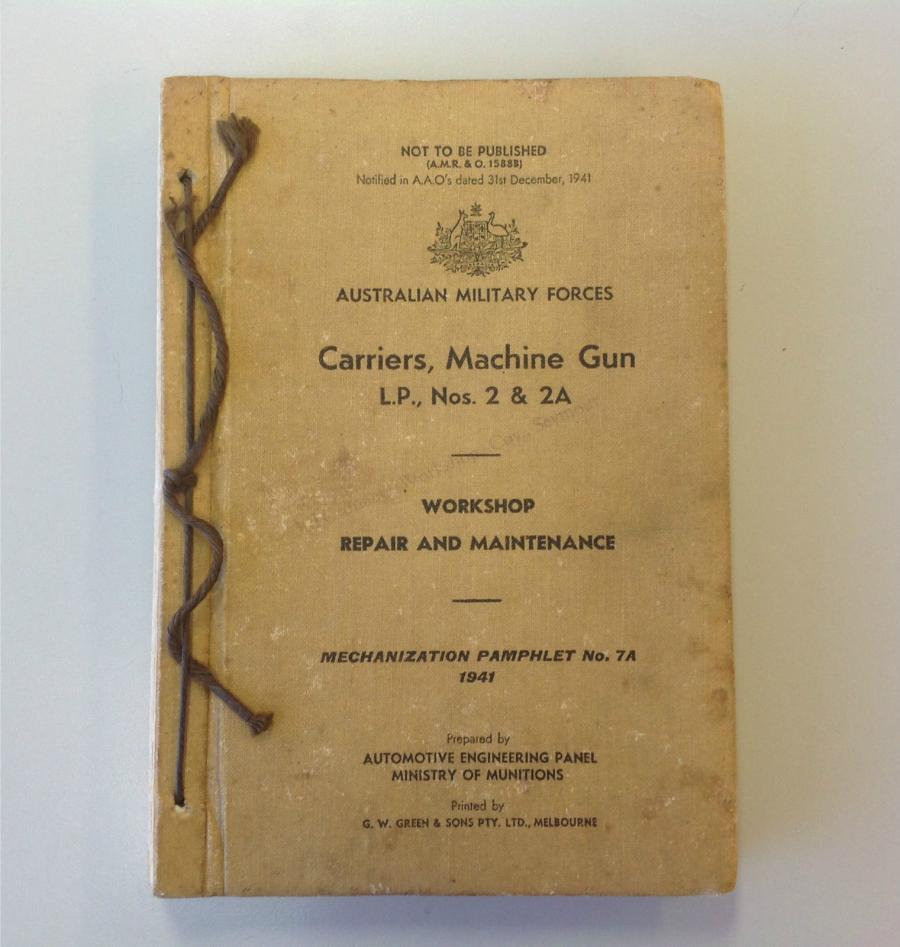 NOT TO BE PUBLISHED
(A.M.R. & O. 1588B)
Notified in A.A.O's dated 31st December, 1941
AUSTRALIAN MILITARY FORCES
Carriers, Machine Gun
L.P., Nos. 2 & 2A
Seymour
WORKSHOP
REPAIR AND MAINTENANCE
MECHANIZATION PAMPHLET No. 7A
1941
Prepared by
AUTOMOTIVE ENGINEERING PANEL
MINISTRY OF MUNITIONS
Printed by
G. W. GREEN & SONS PTY. LTD., MELBOURNE